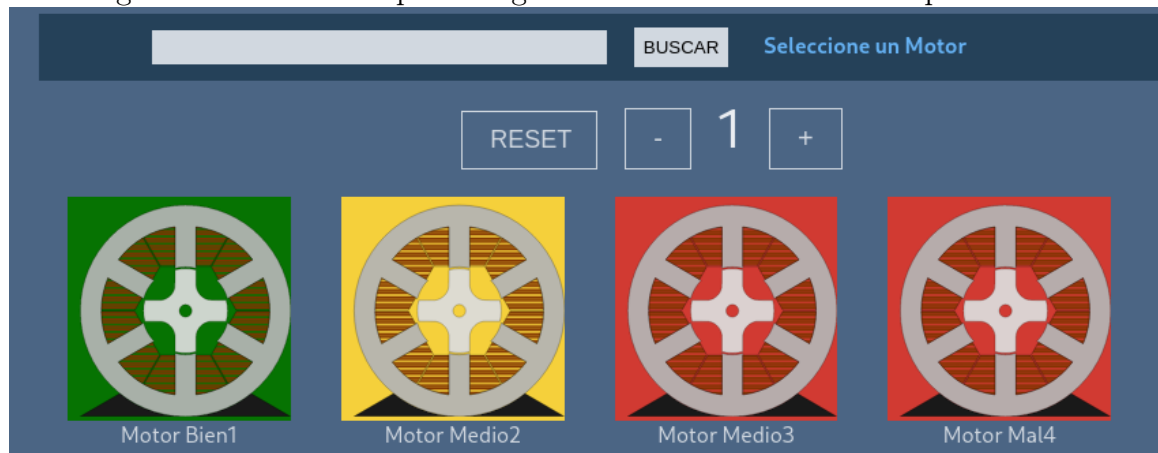 BUSCAR Seleccione un Motor
RESET - 1 +
Motor Bien1 Motor Medio2 Motor Medio3 Motor Mal4